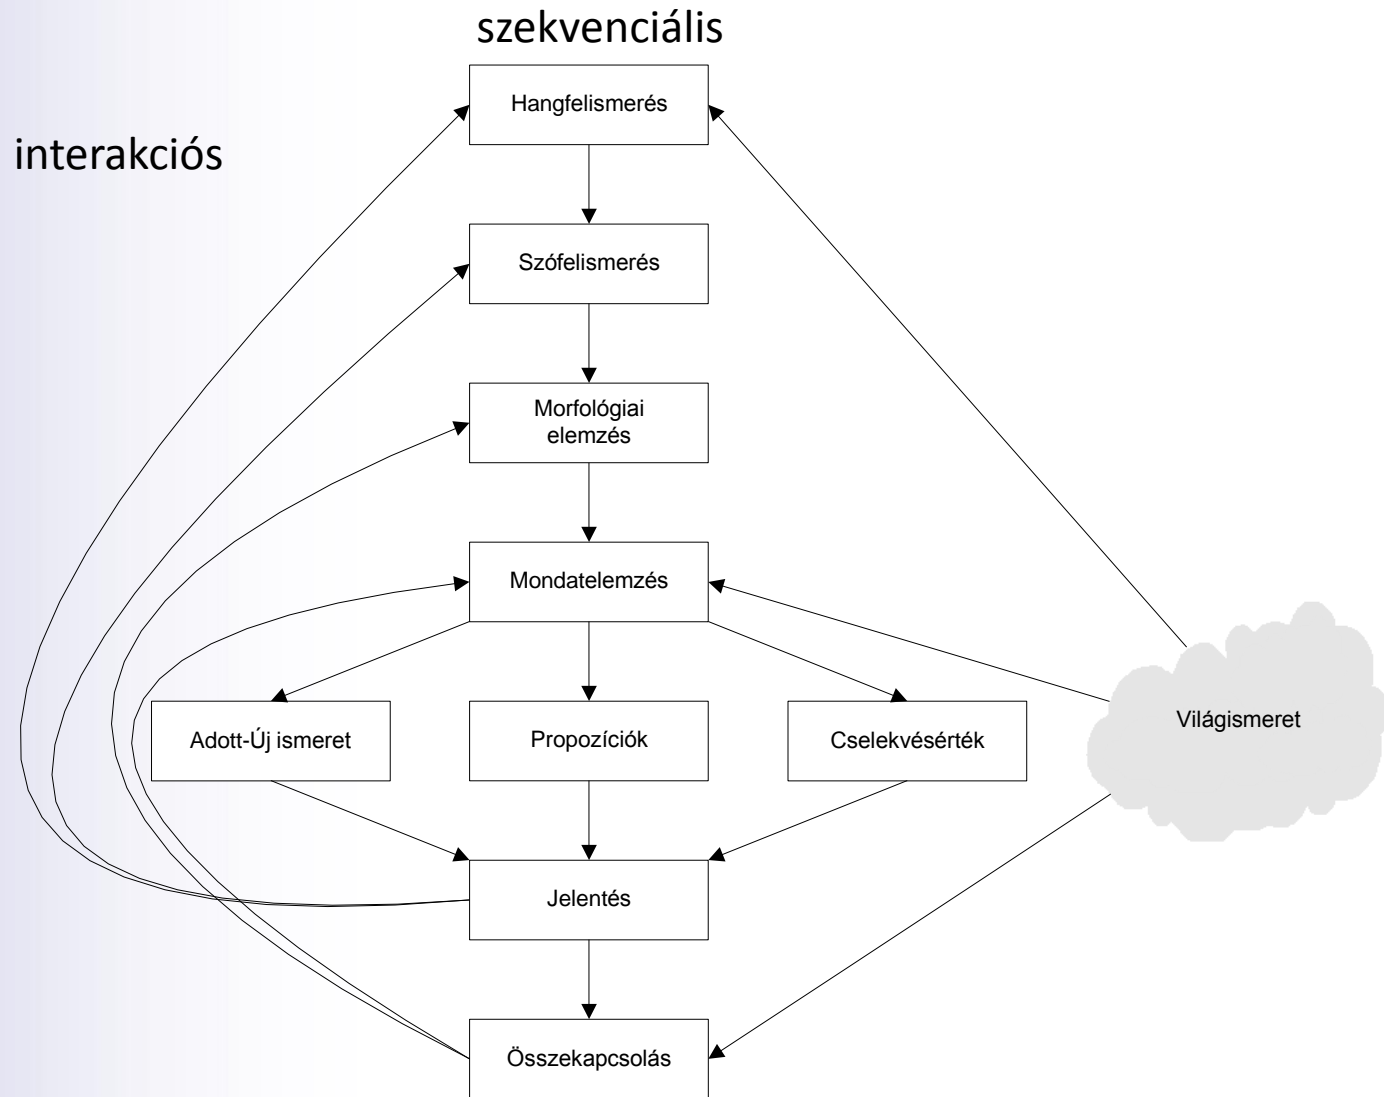 szekvenciális
interakciós
Hangfelismerés
Szófelismerés
Morfológiai
elemzés
Mondatelemzés
Adott-Új ismeret
Propozíciók
Cselekvésérték
Világismeret
Jelentés
Összekapcsolás